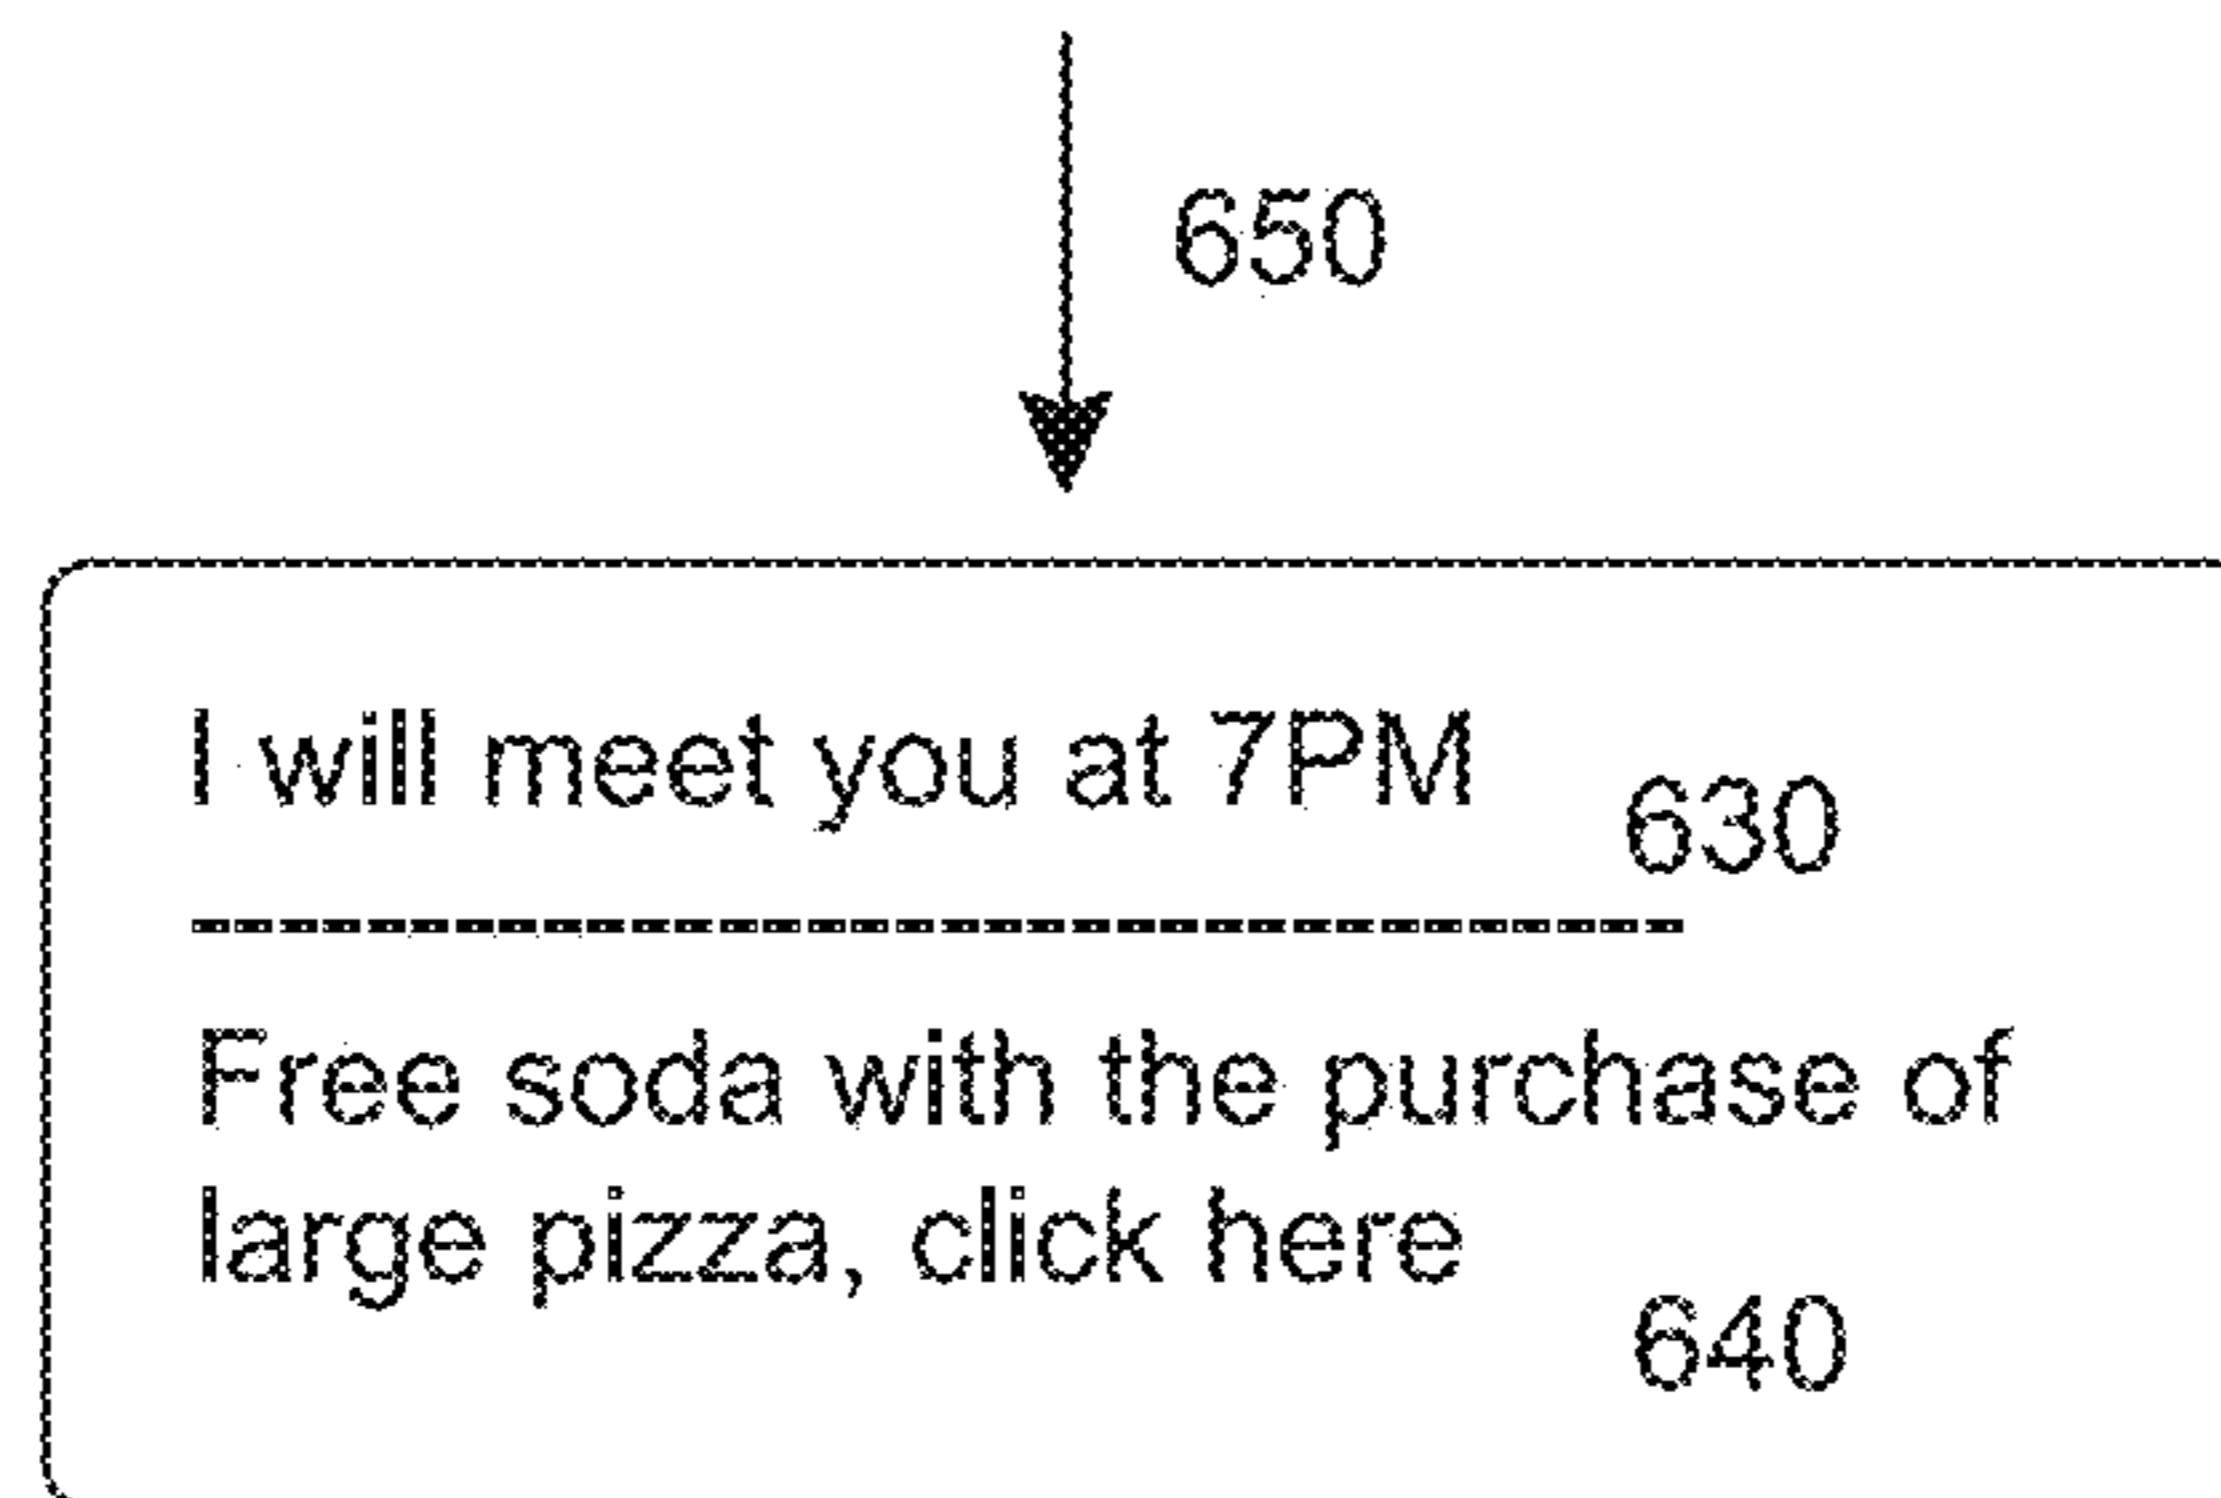 650
I will meet you at 7PM
630
------------------------------------
Free soda with the purchase of
large pizza, click here
640